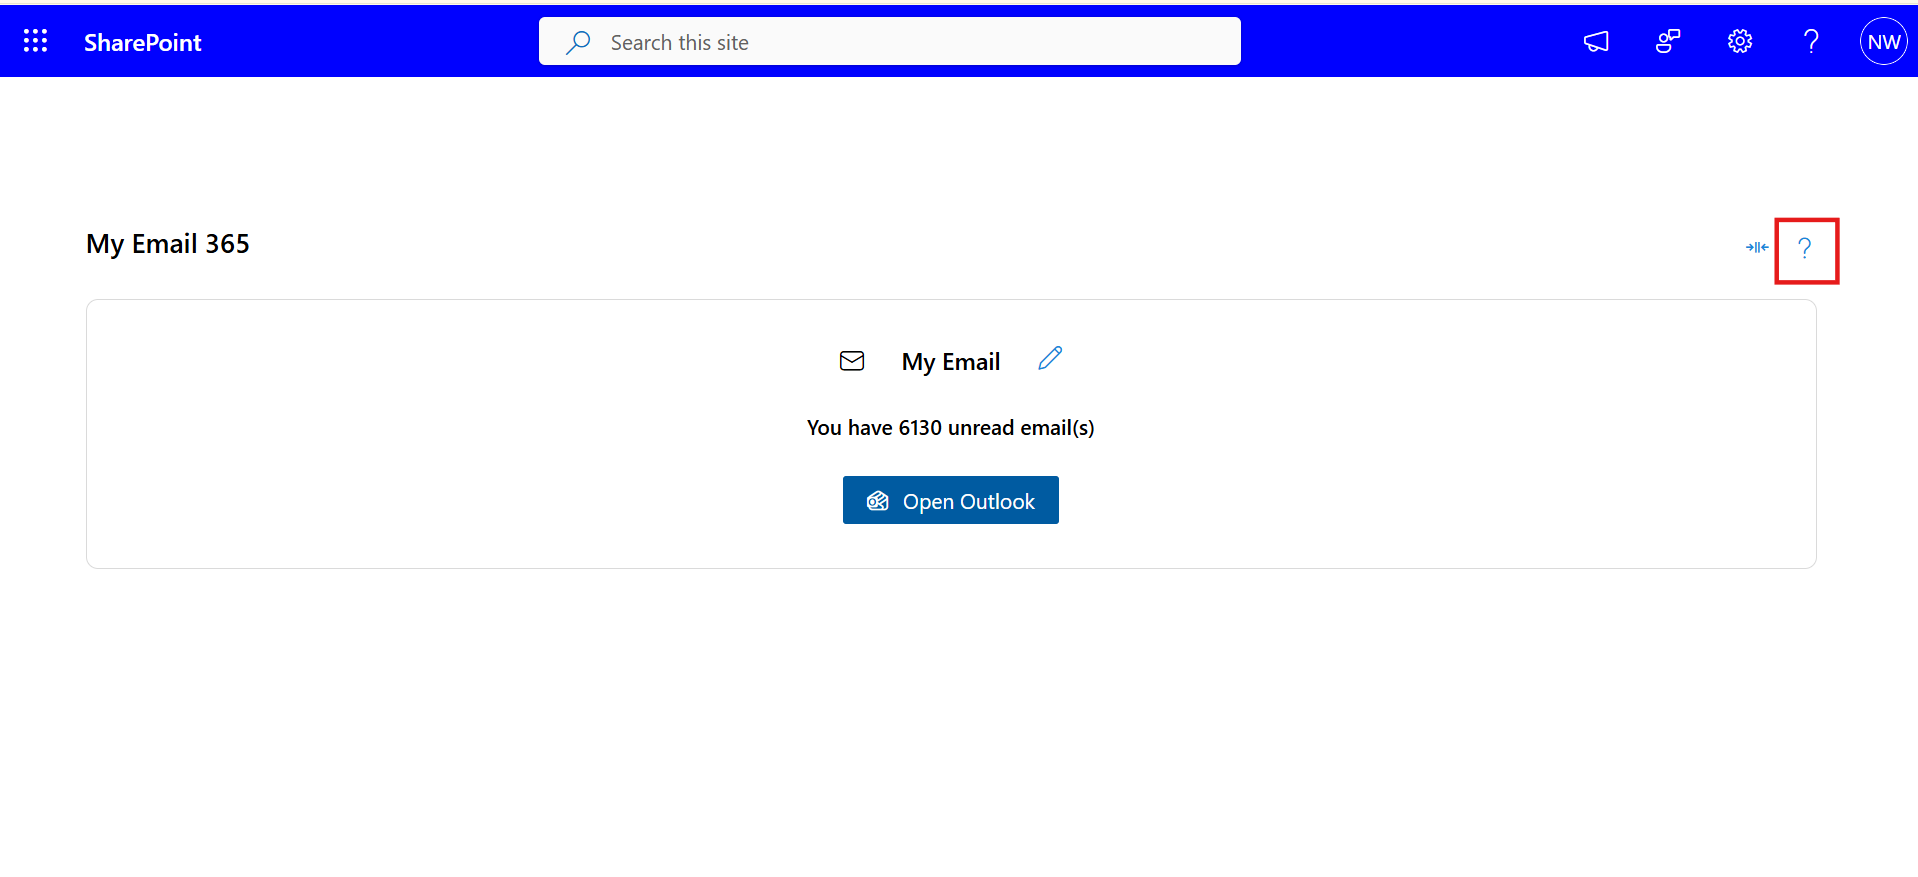 SharePoint
Search this site
?
NW
My Email 365
?
My Email
You have 6130 unread email(s)
Open Outlook